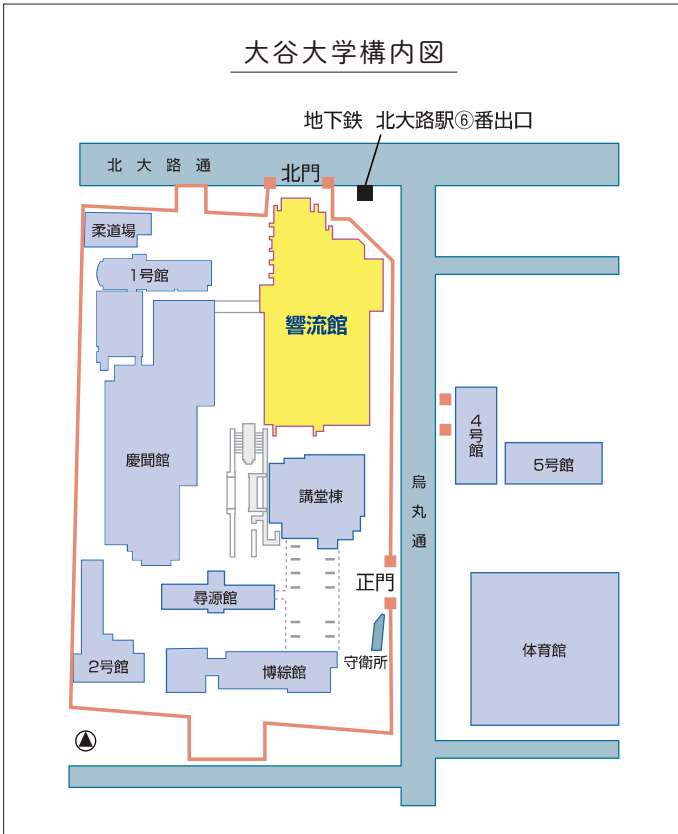 大谷大学構内図
地下鉄 北大路駅⑥番出口
北大路通
北門
柔道場
1号館
響流館
4号館
慶聞館
5号館
講堂棟
烏丸通
正門
尋源館
体育館
守衛所
2号館
博綜館